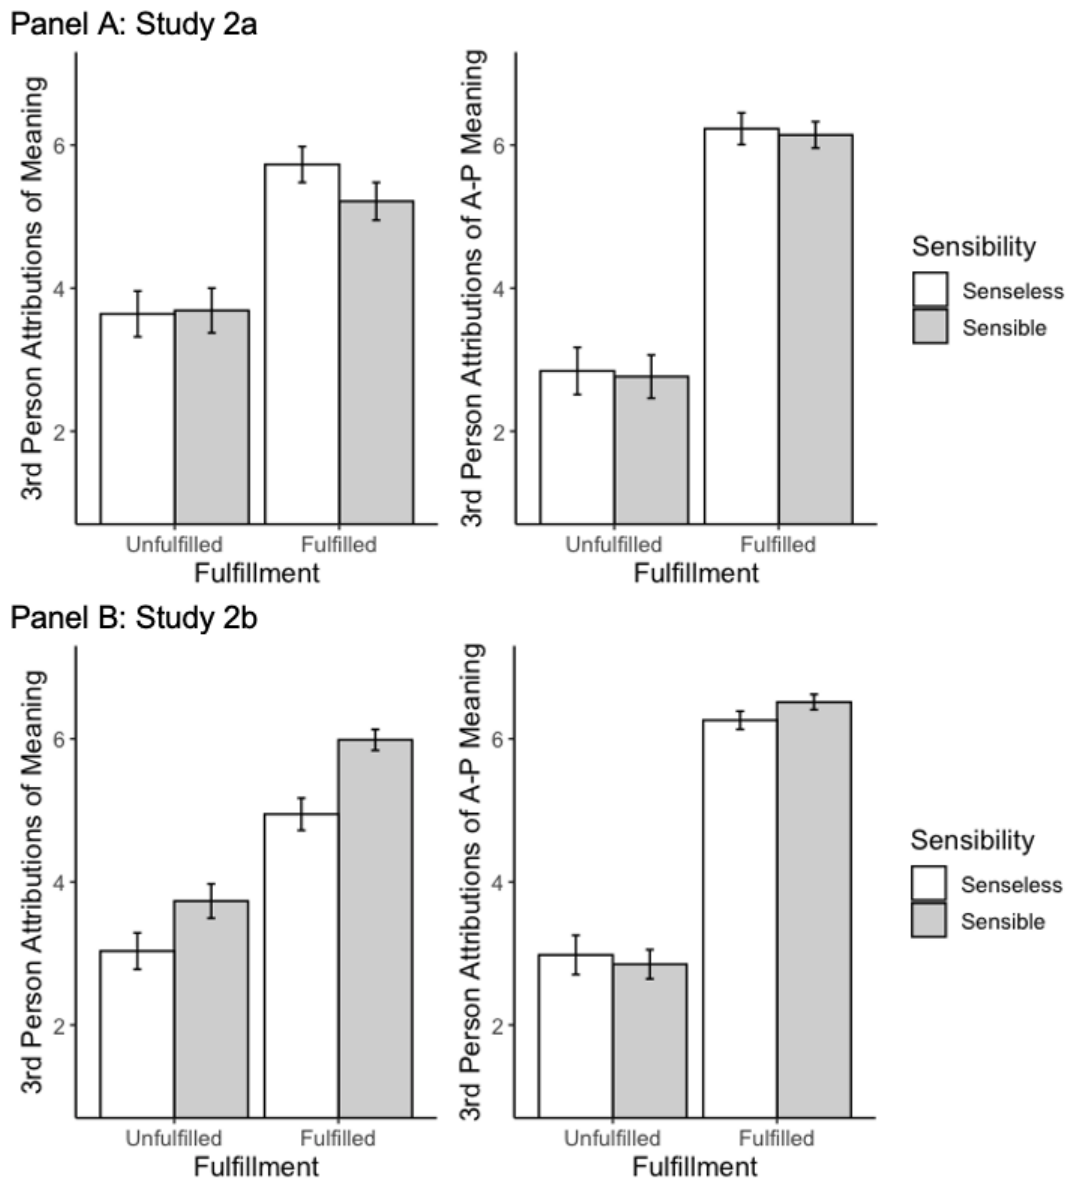 Panel A: Study 2a
3rd Person Attributions of Meaning
6
4
2
Unfulfilled Fulfilled
Fulfillment
3rd Person Attributions of A-P Meaning
6
4
2
Unfulfilled Fulfilled
Fulfillment
Sensibility
Senseless
Sensible
Panel B: Study 2b
3rd Person Attributions of Meaning
6
4
2
Unfulfilled Fulfilled
Fulfillment
3rd Person Attributions of A-P Meaning
6
4
2
Unfulfilled Fulfilled
Fulfillment
Sensibility
Senseless
Sensible